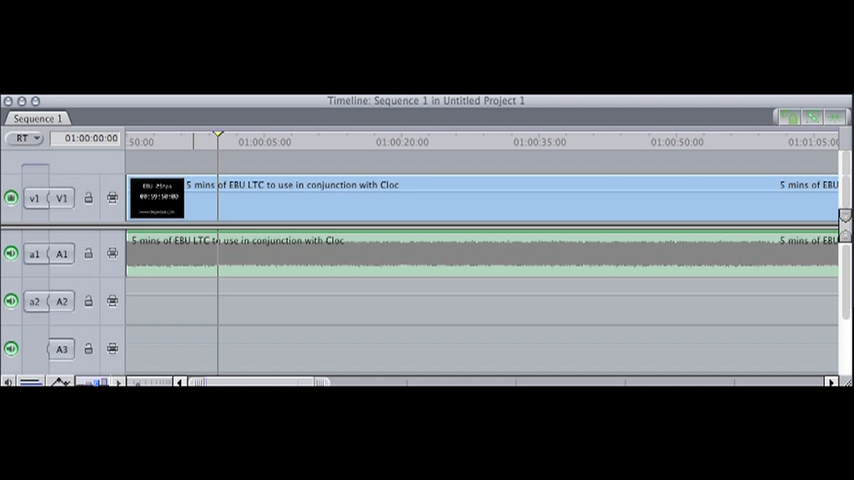 Timeline: Sequence 1 in Untitled Project 1
Sequence 1
RT 01:00:00:00 50:00 01:00:05:00 01:00:20:00 01:00:35:00 01:00:50:00 01:01:05:00
EBU 25fps
00:59:50:00
5 mins of EBU LTC to use in conjunction with Cloc 5 mins of EBU
v1 V1
5 mins of EBU LTC to use in conjunction with Cloc 5 mins of EBU
a1 A1
a2 A2
A3